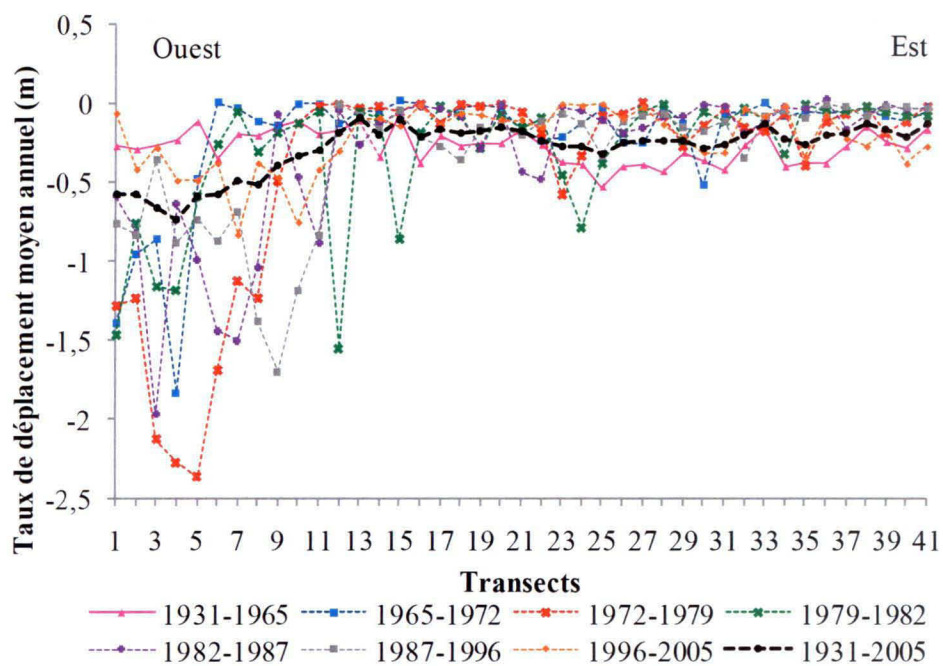 0,5
Ouest
Est
0
-0,5
-1
-1,5
-2
-2,5
Taux de déplacement moyen annuel (m)
1 3 5 7 9 11 13 15 17 19 21 23 25 27 29 31 33 35 37 39 41
Transects
1931-1965 1965-1972 1972-1979 1979-1982
1982-1987 1987-1996 1996-2005 1931-2005